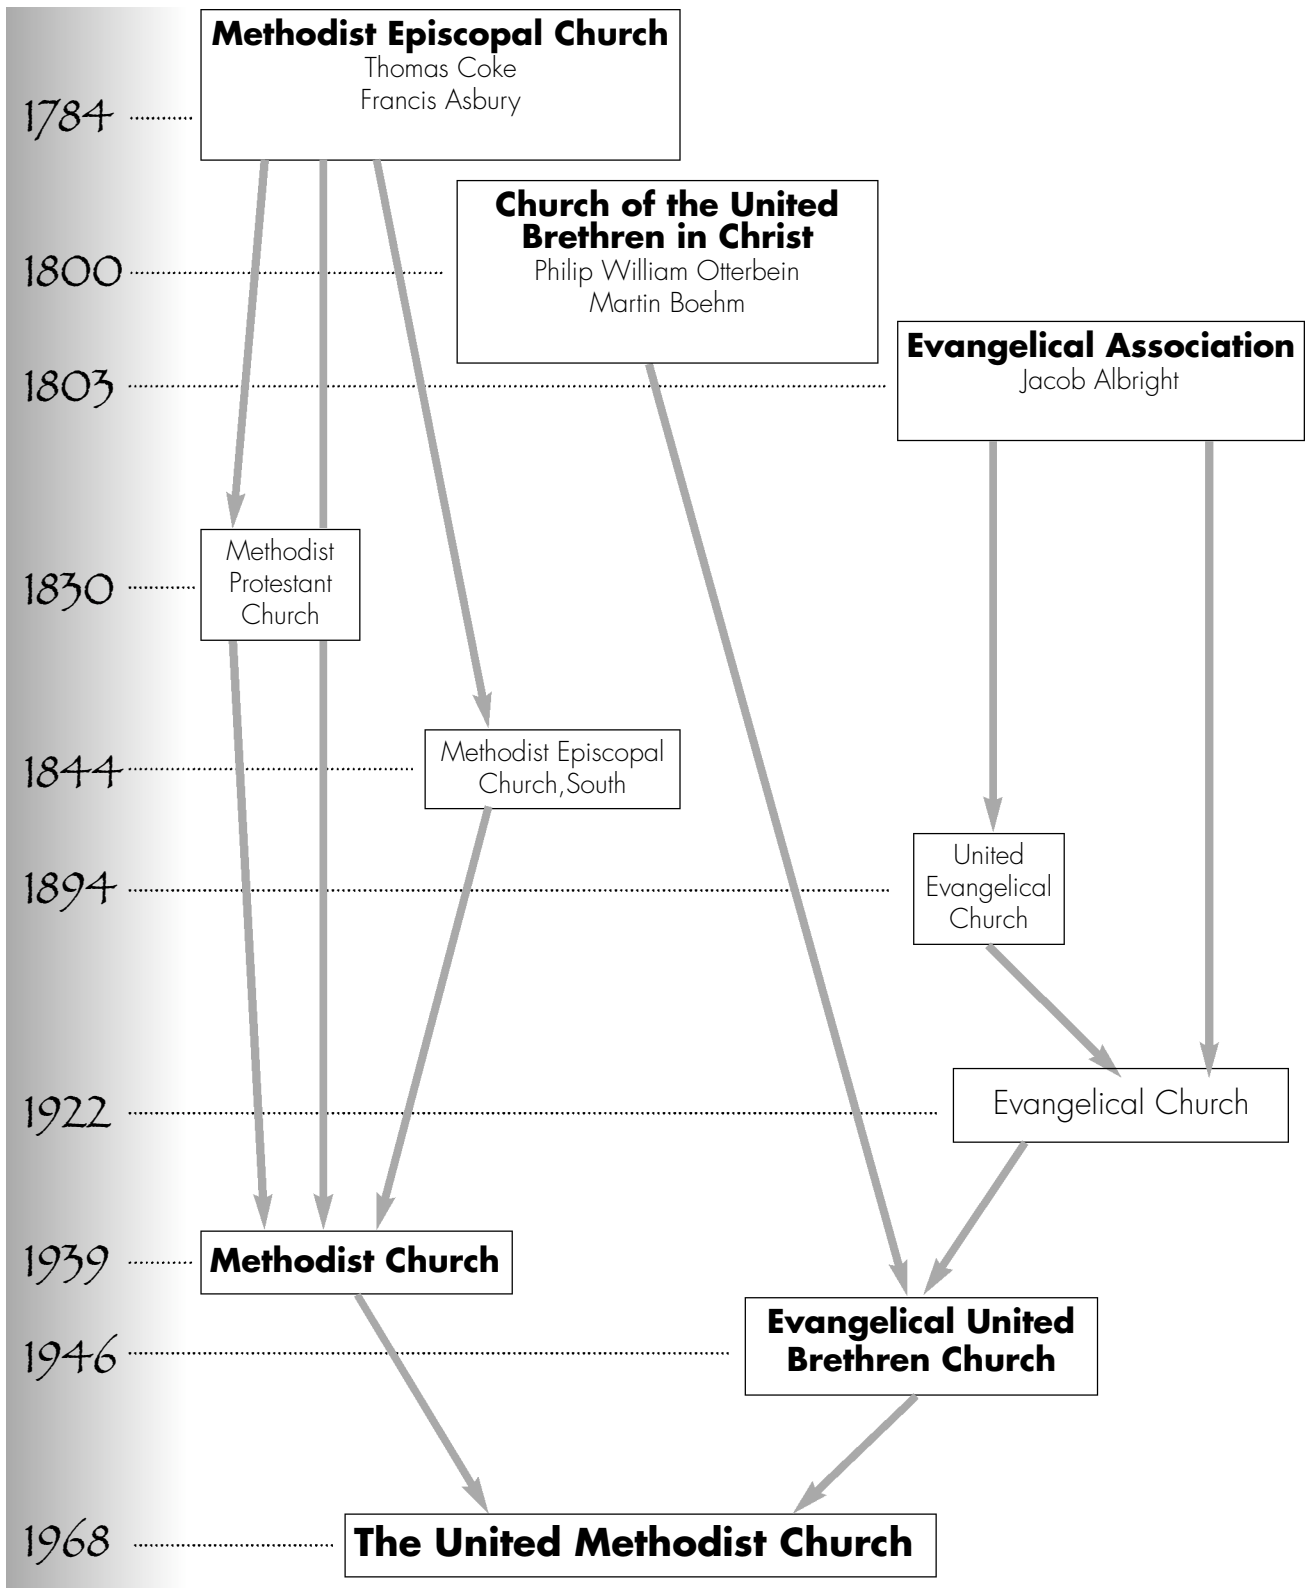 Methodist Episcopal Church
Thomas Coke
Francis Asbury
1784
Church of the United
Brethren in Christ
Philip William Otterbein
Martin Boehm
1800
Evangelical Association
Jacob Albright
1803
Methodist
Protestant
Church
1830
Methodist Episcopal
Church,South
1844
United
Evangelical
Church
1894
Evangelical Church
1922
Methodist Church
1939
Evangelical United
Brethren Church
1946
The United Methodist Church
1968